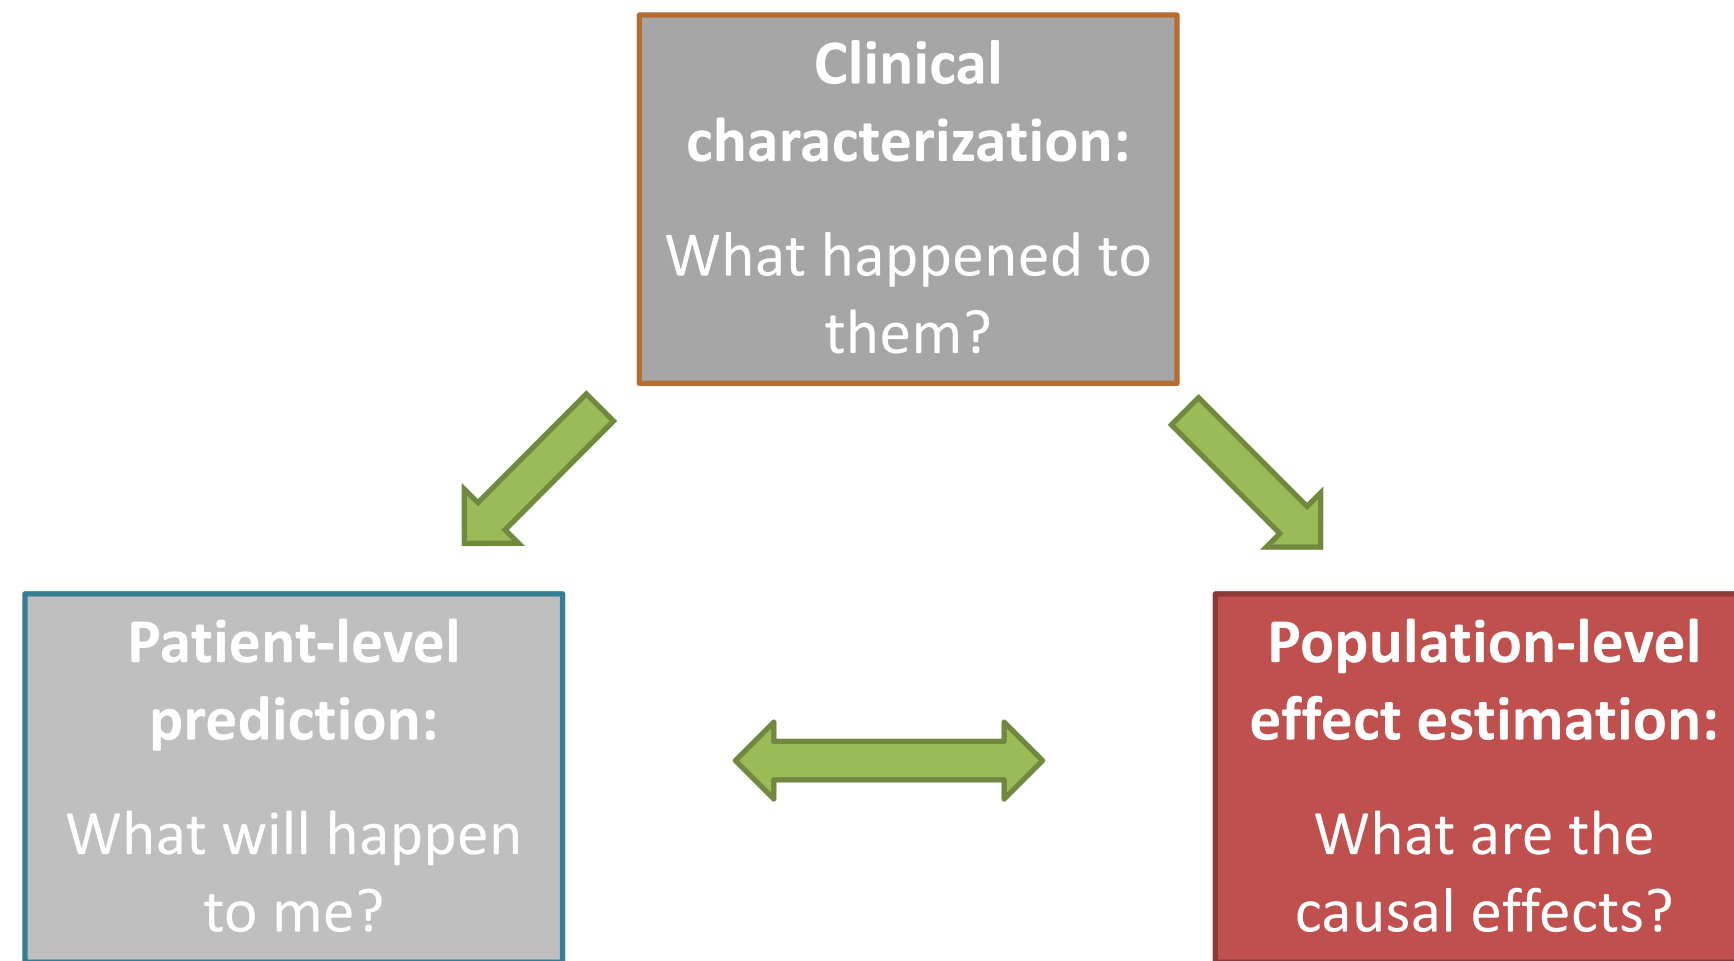 Clinical
characterization:
What happened to
them?
Patient-level
prediction:
What will happen
to me?
Population-level
effect estimation:
What are the
causal effects?